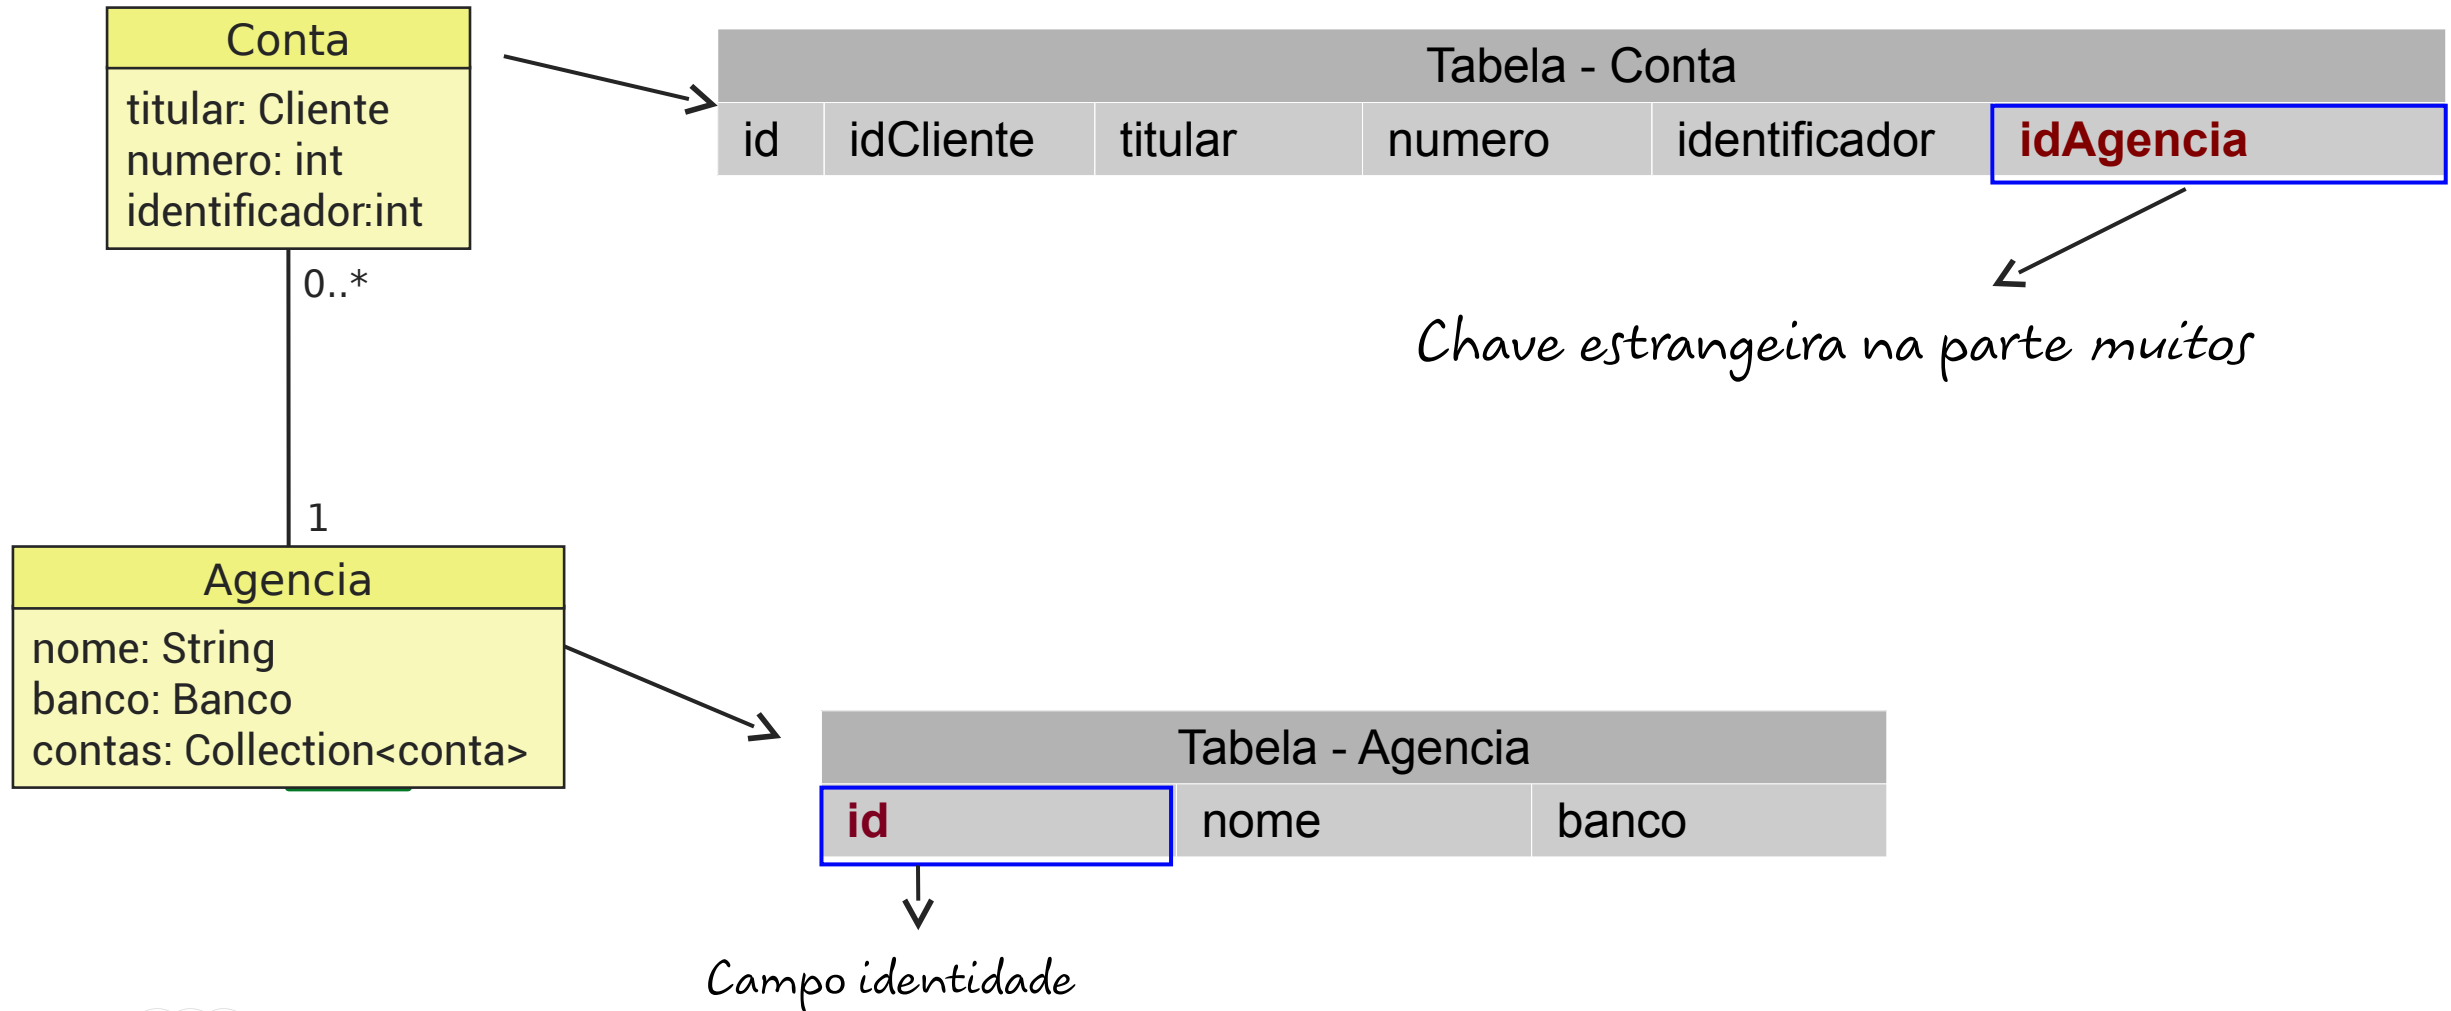 Conta
titular: Cliente
numero: int
identificador:int
0..*
1
Agencia
nome: String
banco: Banco
contas: Collection<conta>
Tabela - Conta
id idCliente titular numero identificador idAgencia
Chave estrangeira na parte muitos
Tabela - Agencia
id nome banco
Campo identidade